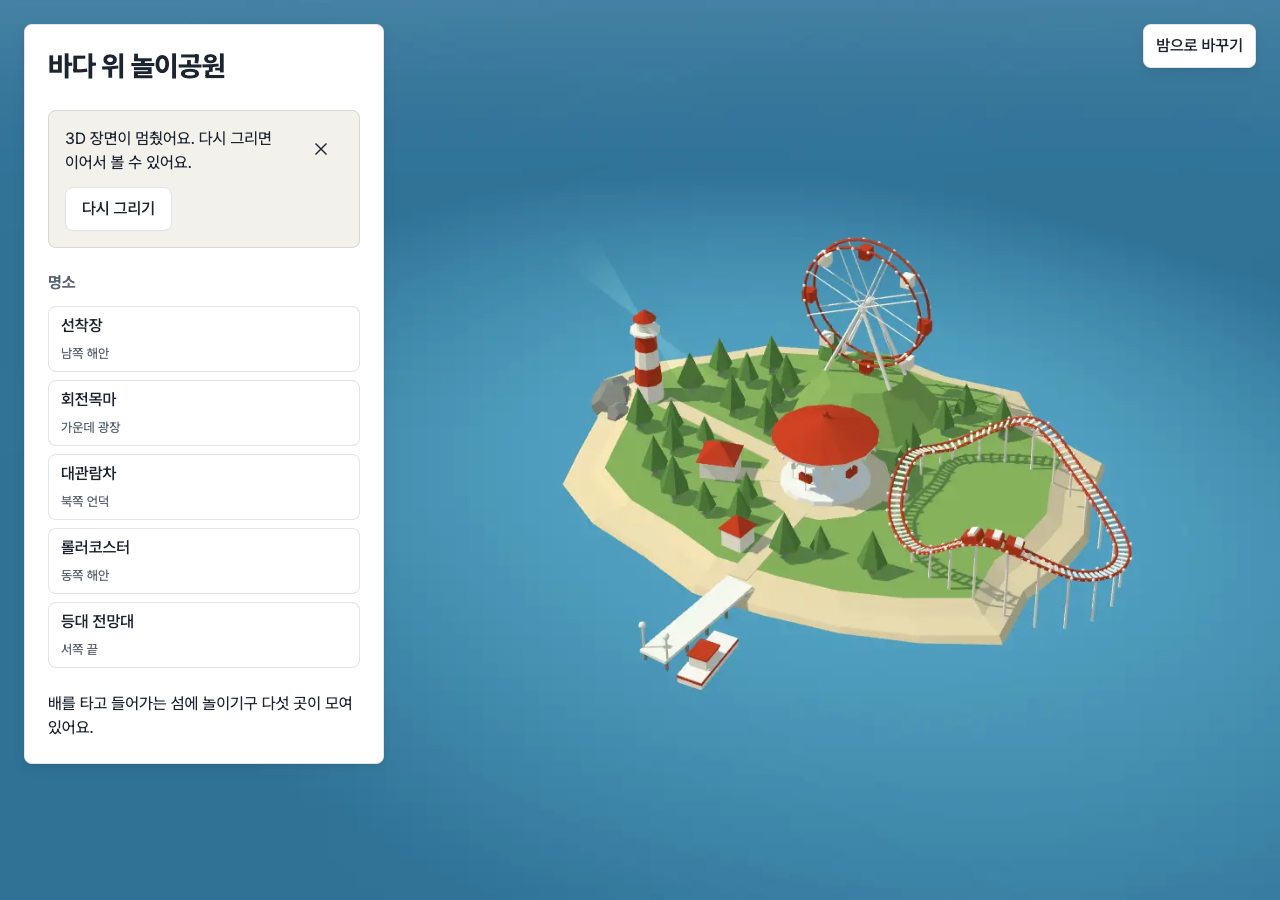 바다 위 놀이공원
밤으로 바꾸기
3D 장면이 멈췄어요. 다시 그리면
이어서 볼 수 있어요.
다시 그리기
명소
선착장
남쪽 해안
회전목마
가운데 광장
대관람차
북쪽 언덕
롤러코스터
동쪽 해안
등대 전망대
서쪽 끝
배를 타고 들어가는 섬에 놀이기구 다섯 곳이 모여
있어요.